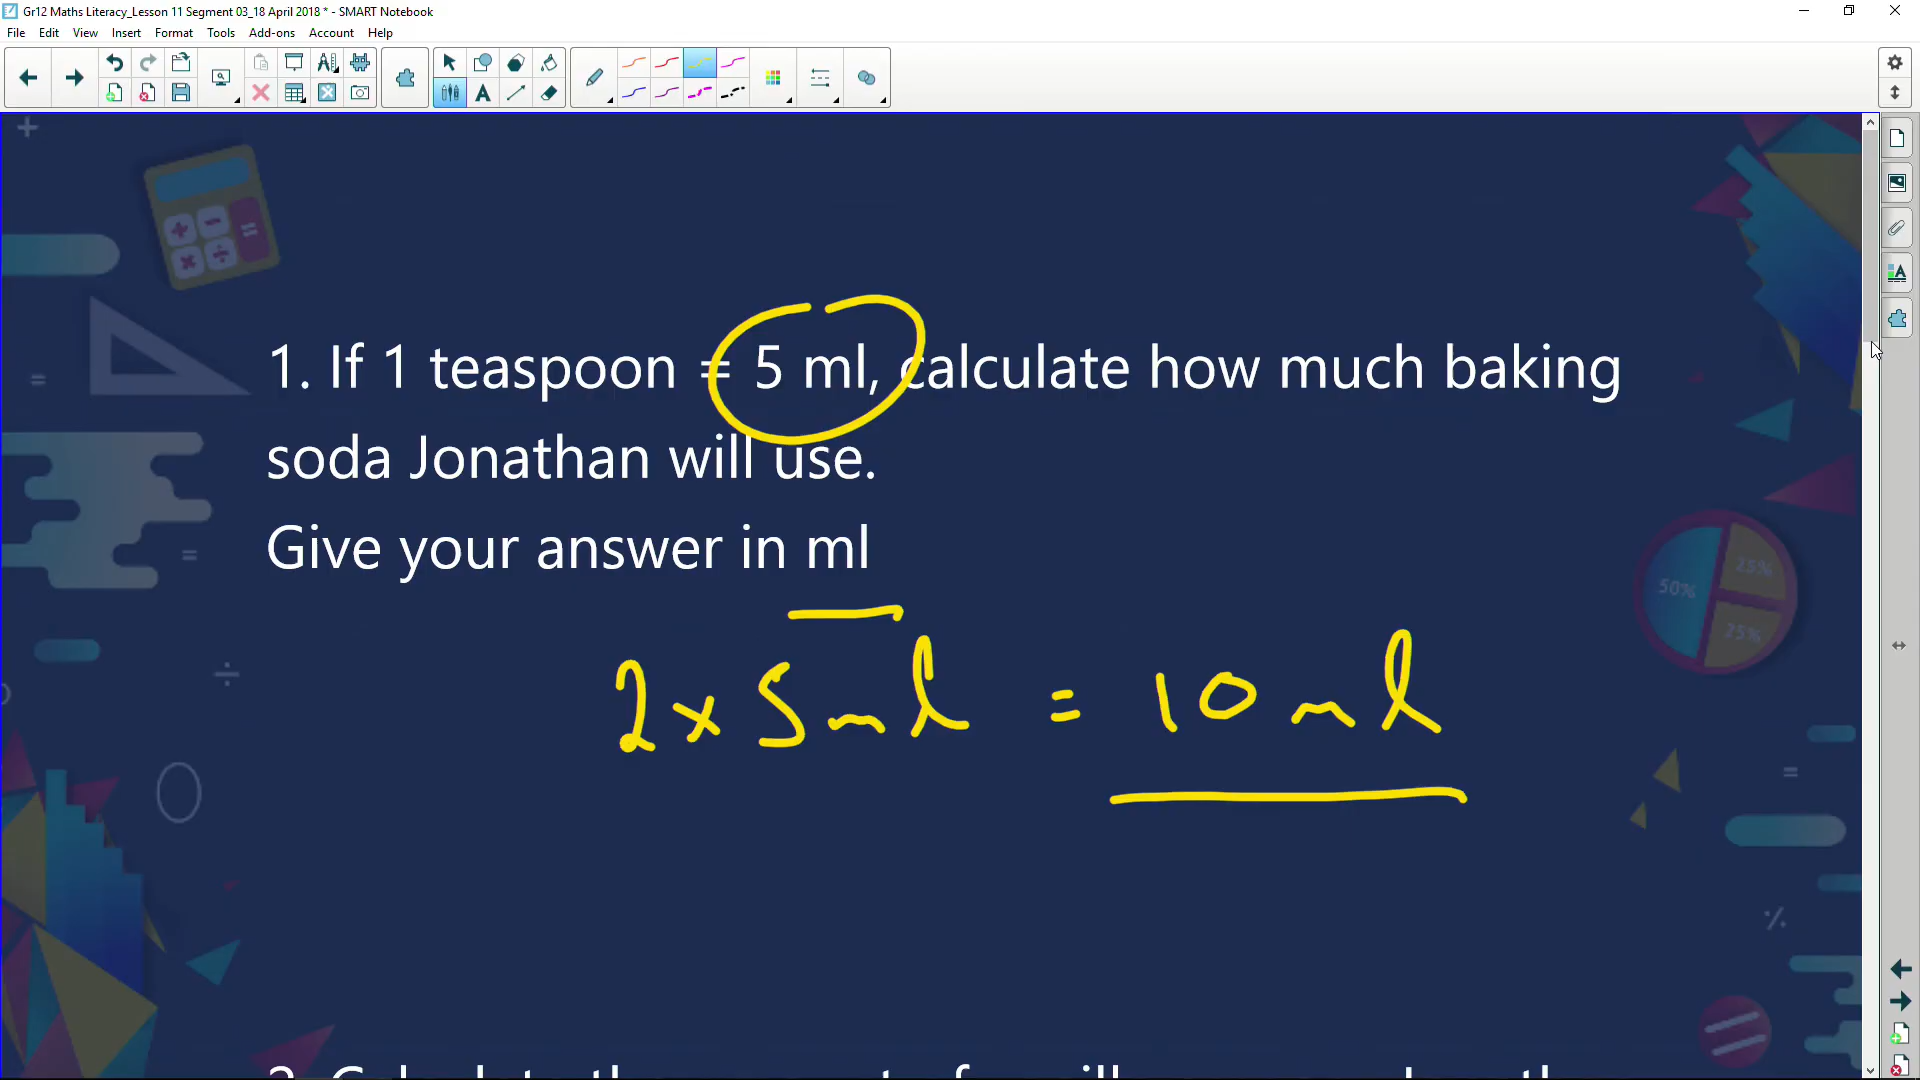 Gr12 Maths Literacy_Lesson 11 Segment 03_18 April 2018 * - SMART Notebook
File Edit View Insert Format Tools Add-ons Account Help
1. If 1 teaspoon = 5 ml, calculate how much baking
soda Jonathan will use.
Give your answer in ml
2 x 5 ml = 10 ml
50% 25%
25%